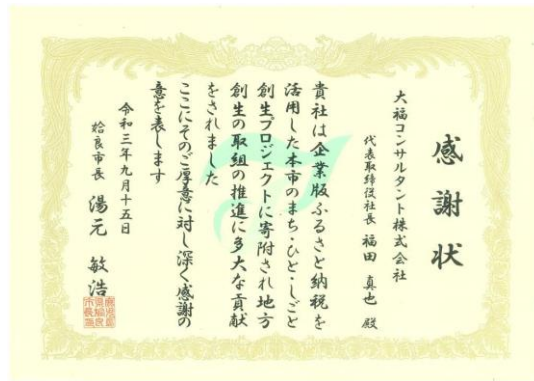 感謝状
大福コンサルタント株式会社
代表取締役社長 福田 真也 殿
貴社は企業版ふるさと納税を
活用した本市のまち・ひと・しごと
創生プロジェクトに寄附され地方
創生の取組の推進に多大な貢献
をされました
ここにそのご厚意に対し深く感謝の
意を表します
令和三年九月十五日
姶良市長 湯元 敏浩